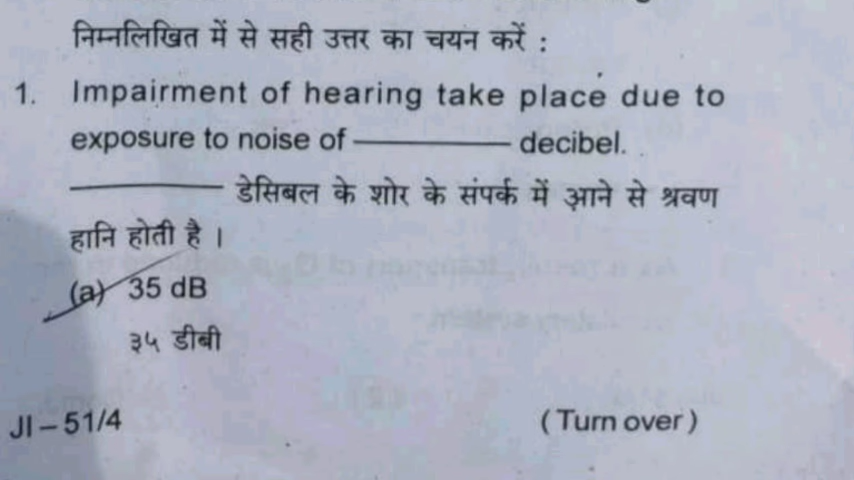 निम्नलिखित में से सही उत्तर का चयन करें :
1. Impairment of hearing take place due to
exposure to noise of ———— decibel.
———— डेसिबल के शोर के संपर्क में आने से श्रवण
हानि होती है ।
(a) 35 dB
३५ डीबी
JI – 51/4 (Turn over)